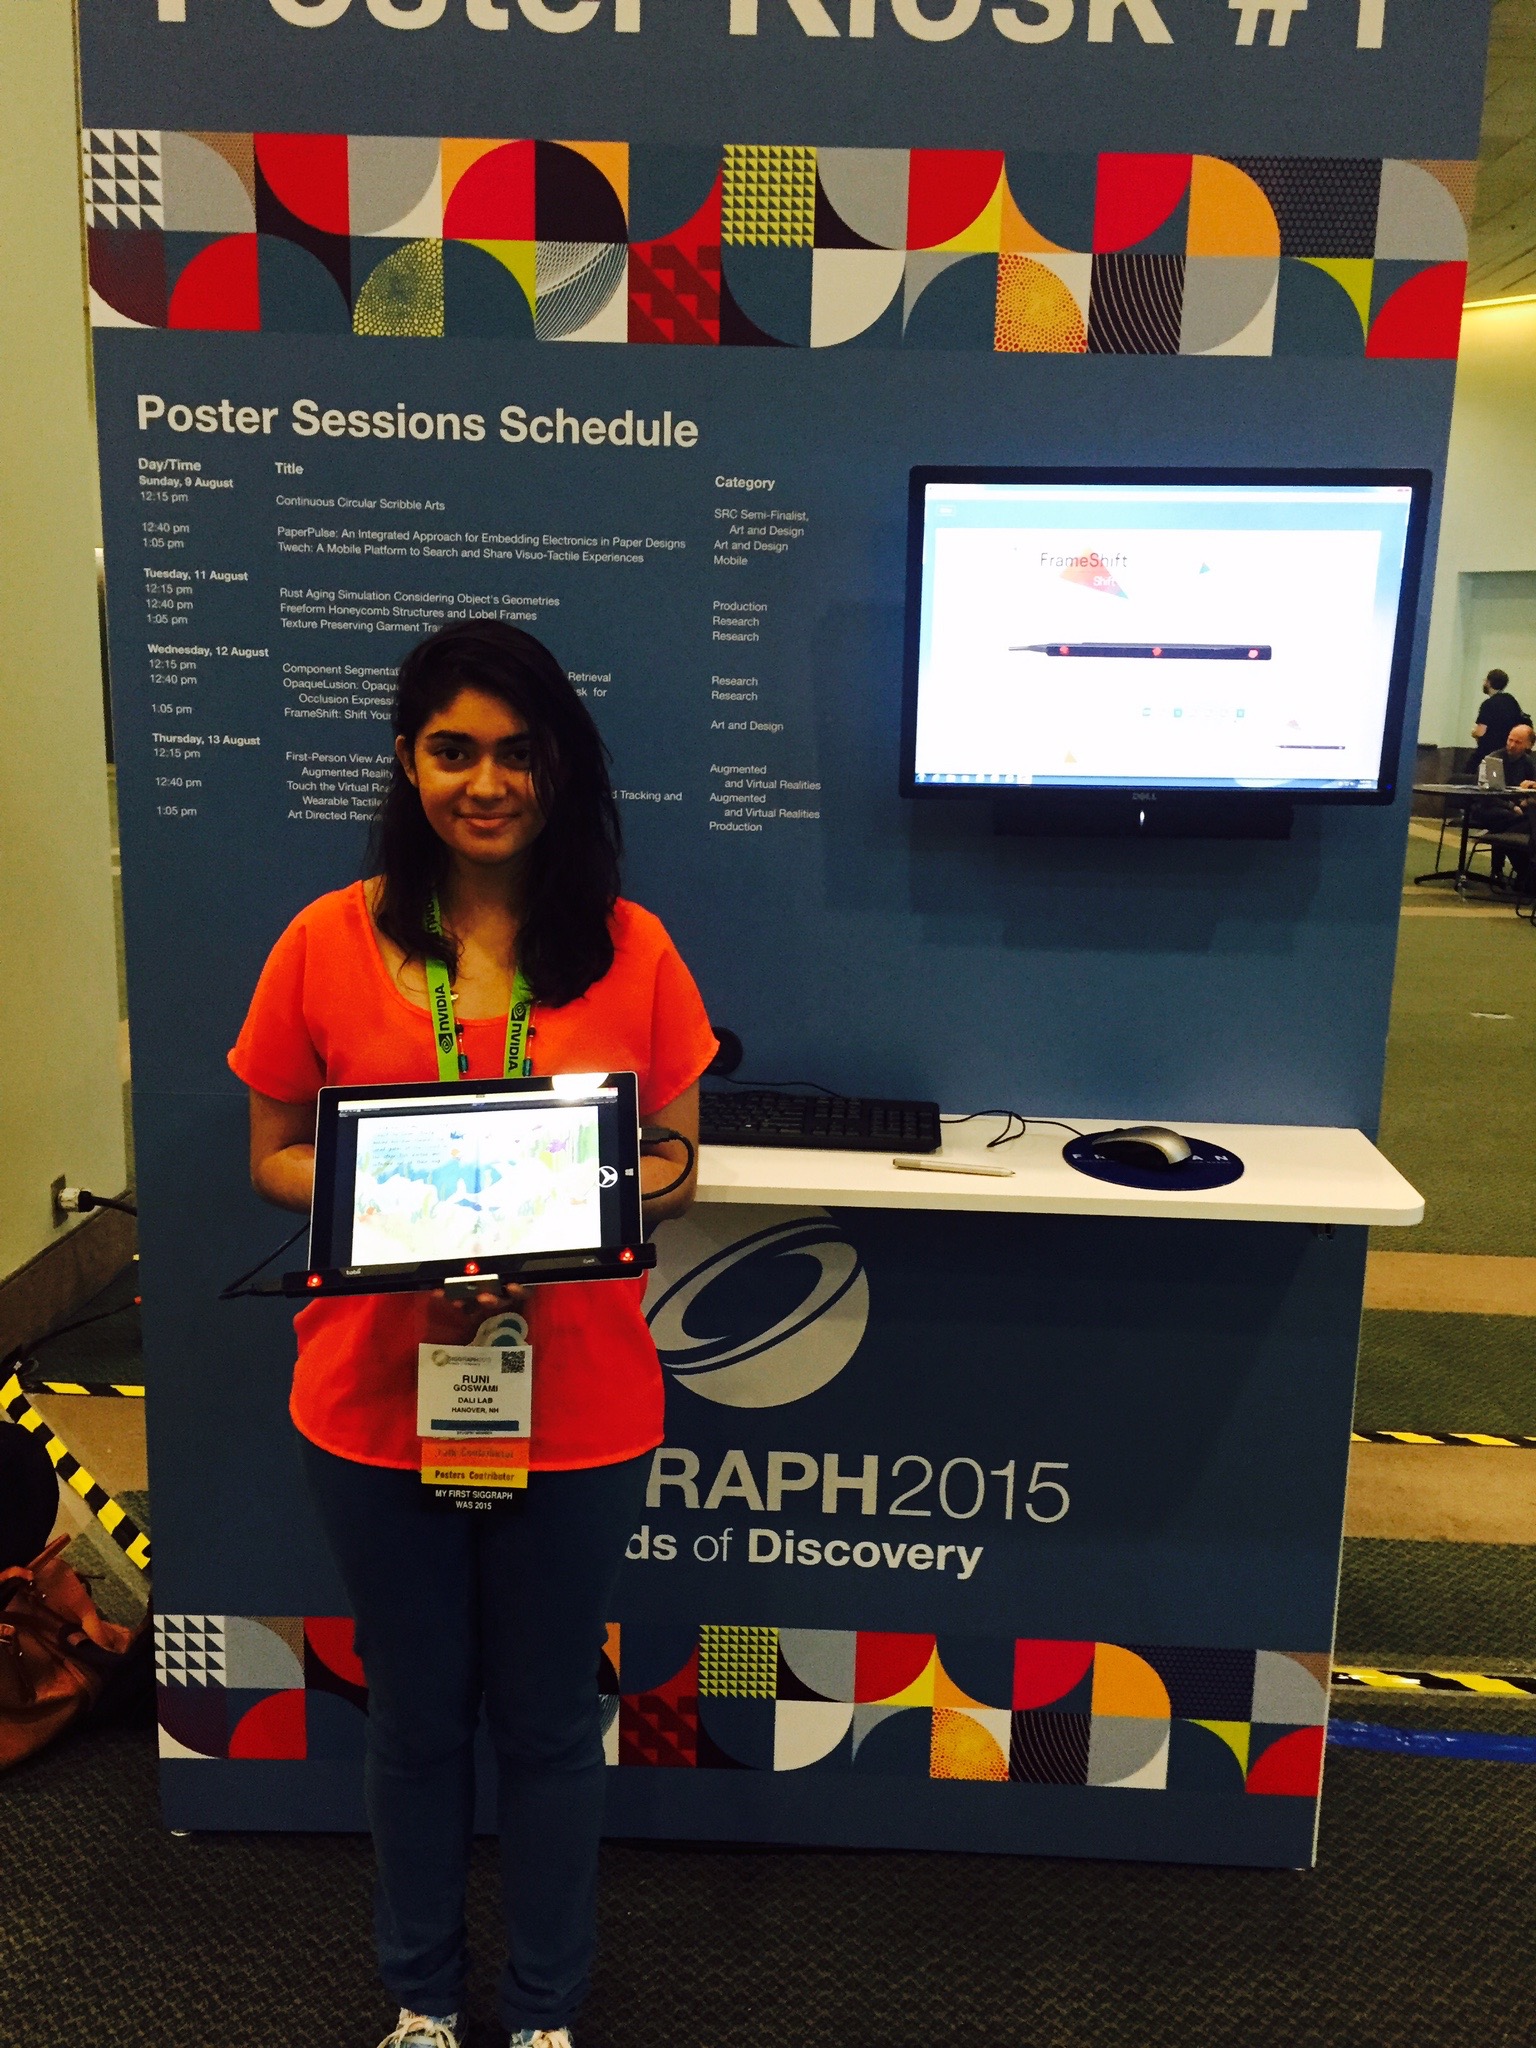 Poster Kiosk #1
Poster Sessions Schedule
Day/Time Title Category
Sunday, 9 August
12:15 pm Continuous Circular Scribble Arts SRC Semi-Finalist,
Art and Design
12:40 pm PaperPulse: An Integrated Approach for Embedding Electronics in Paper Designs Art and Design
1:05 pm Twech: A Mobile Platform to Search and Share Visuo-Tactile Experiences Mobile
Tuesday, 11 August
12:15 pm Rust Aging Simulation Considering Object's Geometries Production
12:40 pm Freeform Honeycomb Structures and Lobel Frames Research
1:05 pm Texture Preserving Garment Research
Wednesday, 12 August
12:15 pm Component Retrieval Research
12:40 pm OpaqueLusion: for Research
Occlusion
1:05 pm FrameShift: Shift Your Art and Design
Thursday, 13 August
12:15 pm First-Person View Augmented
Augmented Reality and Virtual Realities
12:40 pm Touch the Virtual Tracking and Augmented
Wearable Tactile and Virtual Realities
1:05 pm Art Directed Production
FrameShift
Shift
DELL
NVIDIA
NVIDIA
tobii
SIGGRAPH2015
RUNI
GOSWAMI
DALI LAB
HANOVER, NH
Talk Contributor
Posters Contributor
MY FIRST SIGGRAPH
WAS 2015
GRAPH2015
ds of Discovery